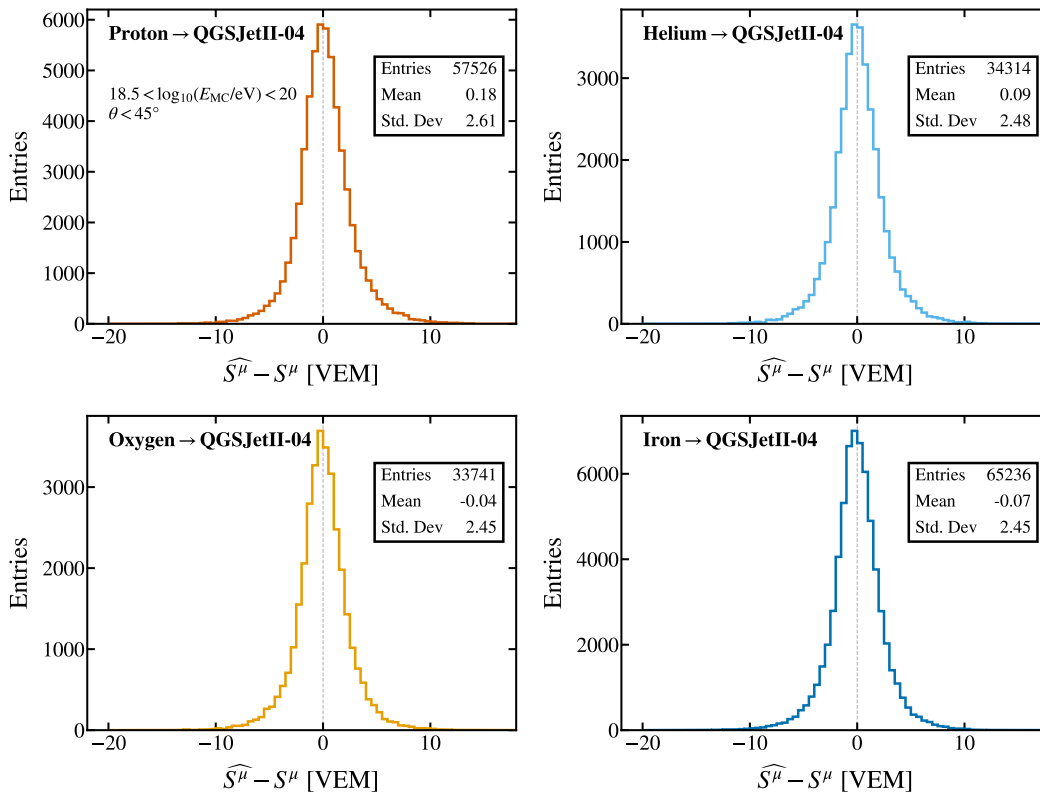 Proton → QGSJetII-04
18.5 < log₁₀(E_MC/eV) < 20
θ < 45°
Entries 57526
Mean 0.18
Std. Dev 2.61
Entries
6000
5000
4000
3000
2000
1000
0
−20 −10 0 10
Ŝ^μ − S^μ [VEM]
Helium → QGSJetII-04
Entries 34314
Mean 0.09
Std. Dev 2.48
Entries
3000
2000
1000
0
−20 −10 0 10
Ŝ^μ − S^μ [VEM]
Oxygen → QGSJetII-04
Entries 33741
Mean -0.04
Std. Dev 2.45
Entries
3000
2000
1000
0
−20 −10 0 10
Ŝ^μ − S^μ [VEM]
Iron → QGSJetII-04
Entries 65236
Mean -0.07
Std. Dev 2.45
Entries
6000
4000
2000
0
−20 −10 0 10
Ŝ^μ − S^μ [VEM]